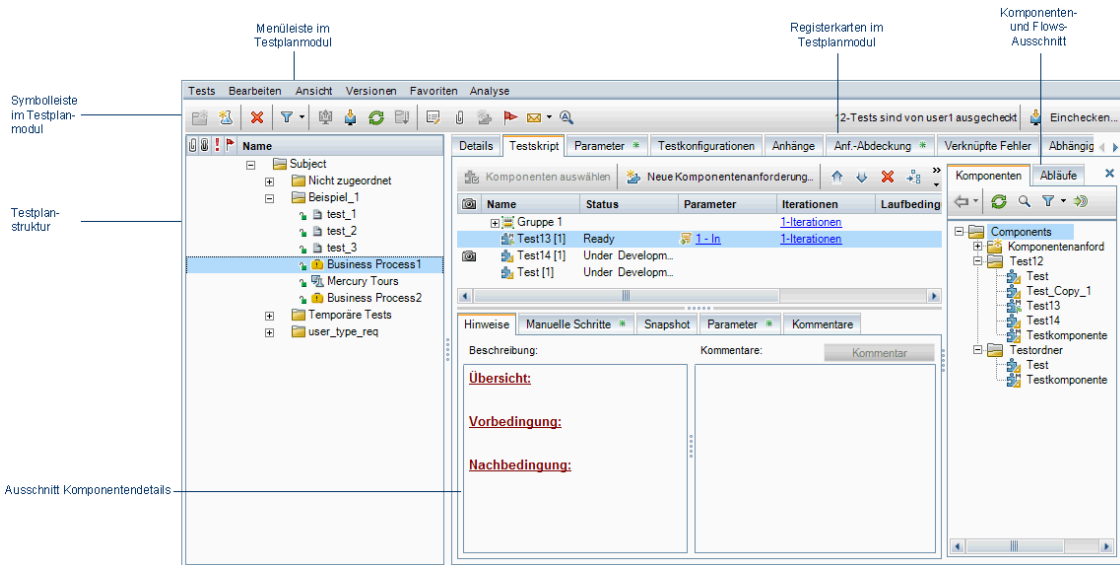 Komponenten-
und Flows-
Ausschnitt
Menüleiste im
Testplanmodul
Registerkarten im
Testplanmodul
Symbolleiste
im Testplan-
modul
Testplan-
struktur
Ausschnitt Komponentendetails
Tests Bearbeiten Ansicht Versionen Favoriten Analyse
12-Tests sind von user1 ausgecheckt Einchecken...
Name
Subject
Nicht zugeordnet
Beispiel_1
test_1
test_2
test_3
Business Process1
Mercury Tours
Business Process2
Temporäre Tests
user_type_req
Details Testskript Parameter * Testkonfigurationen Anhänge Anf.-Abdeckung * Verknüpfte Fehler Abhängig
Komponenten auswählen Neue Komponentenanforderung... »
Name Status Parameter Iterationen Laufbeding
Gruppe 1 1-Iterationen
Test13 [1] Ready 1 - In 1-Iterationen
Test14 [1] Under Developm...
Test [1] Under Developm...
Hinweise Manuelle Schritte * Snapshot Parameter * Kommentare
Beschreibung: Kommentare: Kommentar
Übersicht:
Vorbedingung:
Nachbedingung:
Komponenten Abläufe
Components
Komponentenanford
Test12
Test
Test_Copy_1
Test13
Test14
Testkomponente
Testordner
Test
Testkomponente